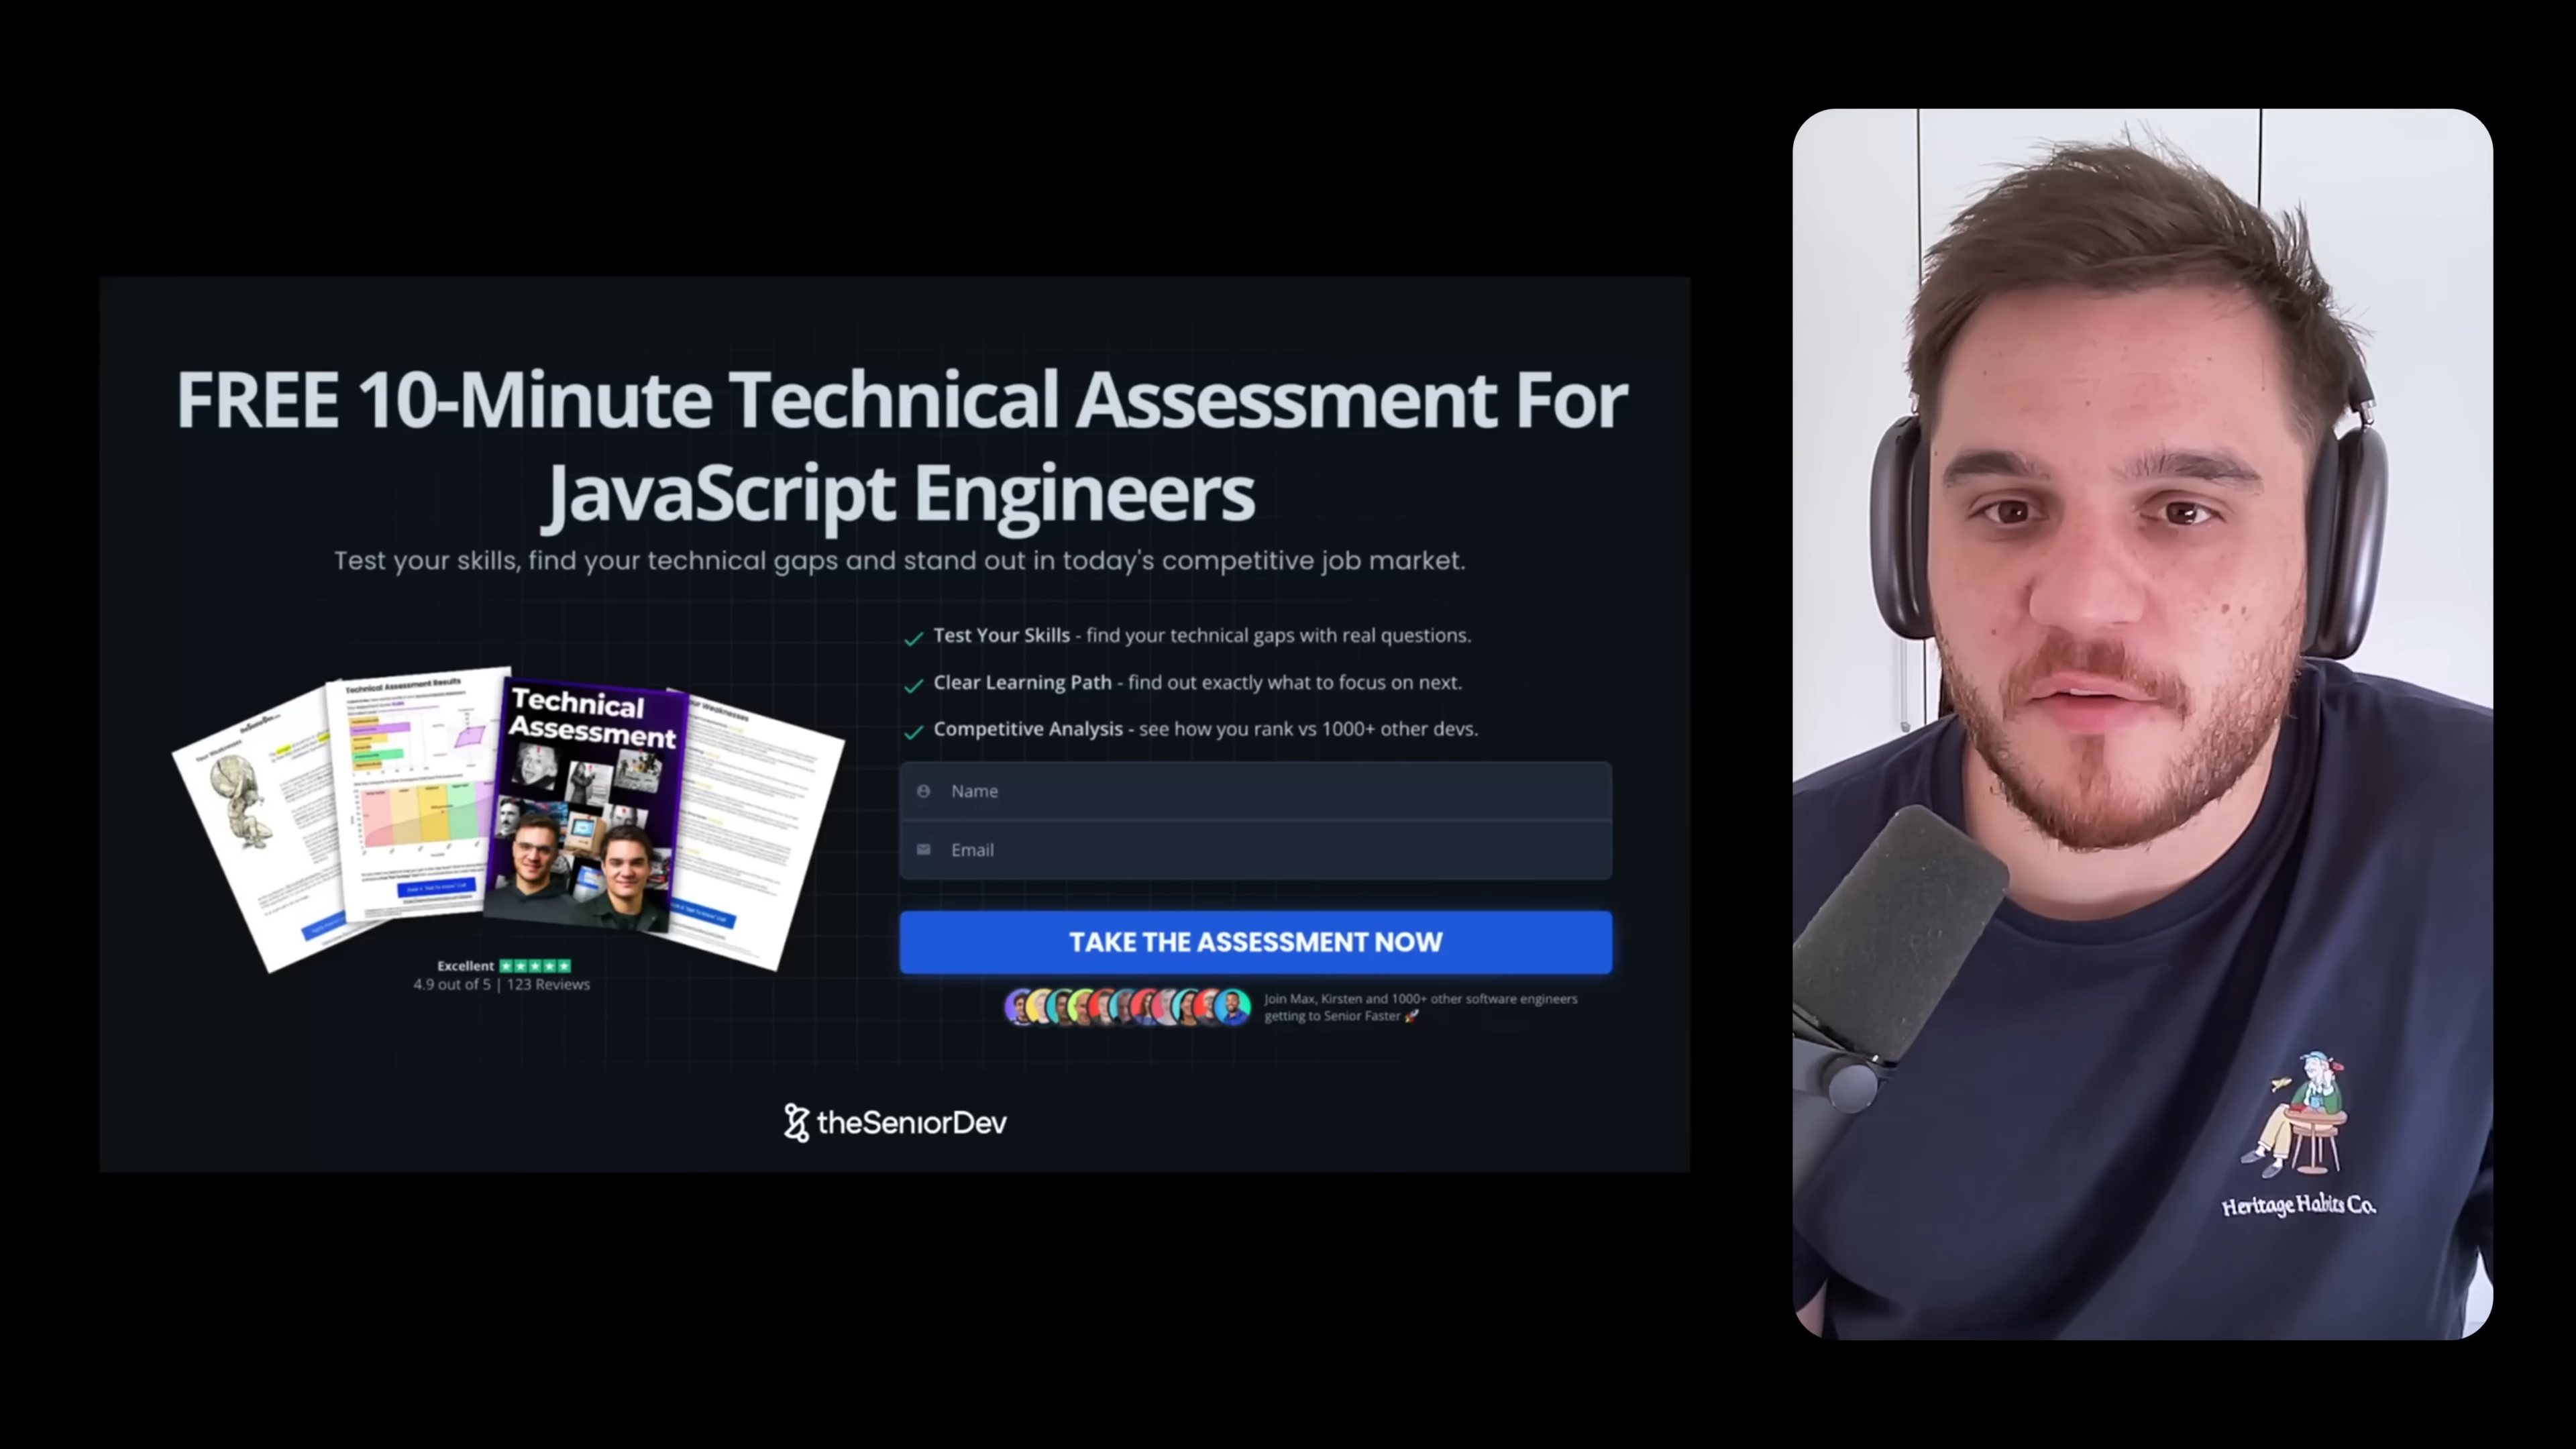 FREE 10-Minute Technical Assessment For
JavaScript Engineers
Test your skills, find your technical gaps and stand out in today's competitive job market.
Technical Assessment Results
Technical
Assessment
Excellent
4.9 out of 5 | 123 Reviews
Test Your Skills - find your technical gaps with real questions.
Clear Learning Path - find out exactly what to focus on next.
Competitive Analysis - see how you rank vs 1000+ other devs.
Name
Email
TAKE THE ASSESSMENT NOW
Join Max, Kirsten and 1000+ other software engineers
getting to Senior Faster 🚀
theSeniorDev
Heritage Habits Co.